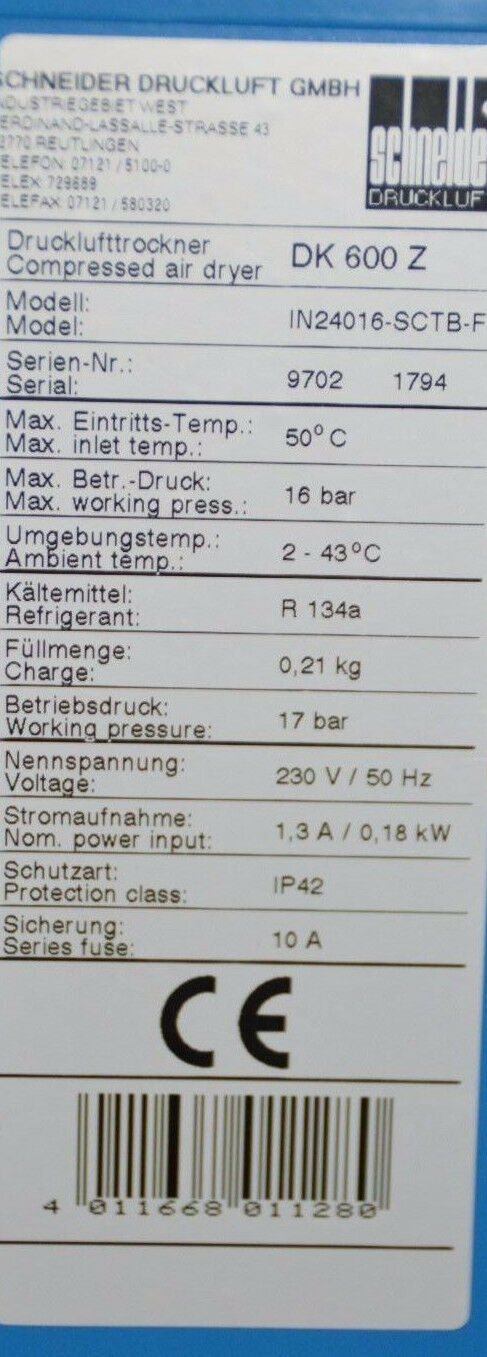 CHNEIDER DRUCKLUFT GMBH
NDUSTRIEGEBIET WEST
ERDINAND-LASSALLE-STRASSE 43
2770 REUTLINGEN
ELEFON 07121 / 5100-0
ELEX 729889
ELEFAX 07121 / 580320
schneide
DRUCKLUF
Drucklufttrockner
Compressed air dryer
DK 600 Z
Modell:
Model:
IN24016-SCTB-F
Serien-Nr.:
Serial:
9702 1794
Max. Eintritts-Temp.:
Max. inlet temp.:
50° C
Max. Betr.-Druck:
Max. working press.:
16 bar
Umgebungstemp.:
Ambient temp.:
2 - 43°C
Kältemittel:
Refrigerant:
R 134a
Füllmenge:
Charge:
0,21 kg
Betriebsdruck:
Working pressure:
17 bar
Nennspannung:
Voltage:
230 V / 50 Hz
Stromaufnahme:
Nom. power input:
1,3 A / 0,18 kW
Schutzart:
Protection class:
IP42
Sicherung:
Series fuse:
10 A
CE
4 011668 011280